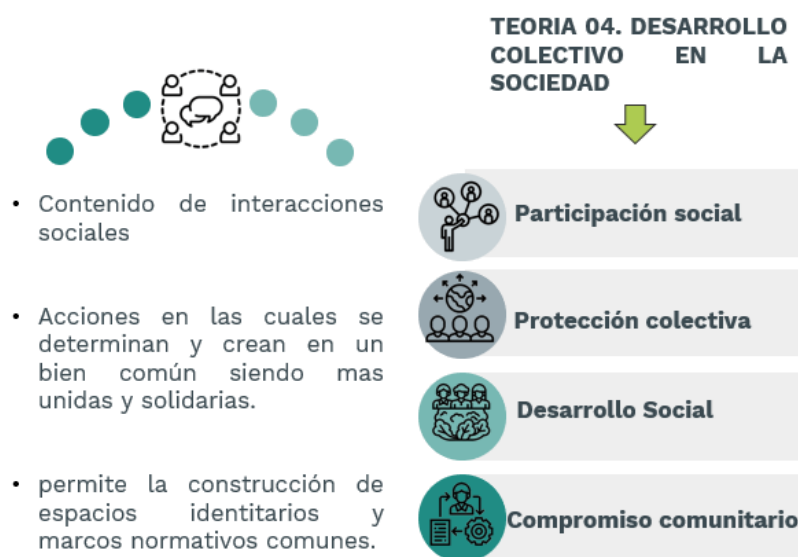 TEORIA 04. DESARROLLO
COLECTIVO EN LA
SOCIEDAD
• Contenido de interacciones
sociales
• Acciones en las cuales se
determinan y crean en un
bien común siendo mas
unidas y solidarias.
• permite la construcción de
espacios identitarios y
marcos normativos comunes.
Participación social
Protección colectiva
Desarrollo Social
Compromiso comunitario